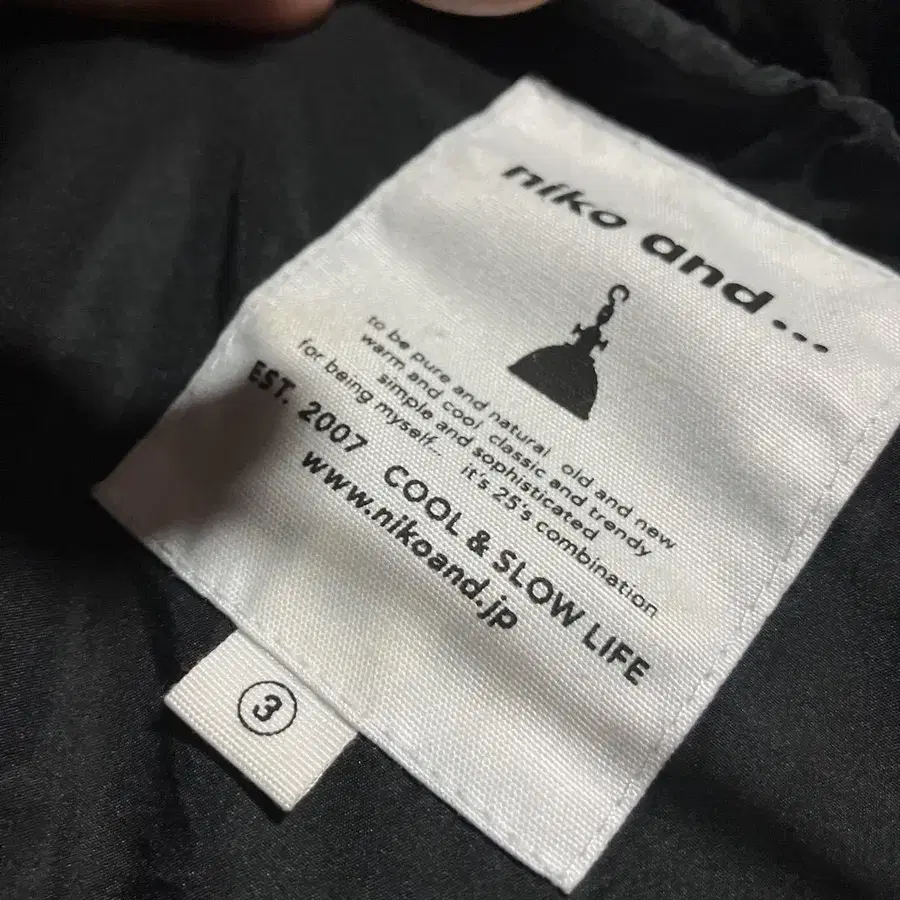 niko and...
to be pure and natural old and new
warm and cool classic and trendy
simple and sophisticated
for being myself... it's 25's combination
EST. 2007 COOL & SLOW LIFE
www.nikoand.jp
3